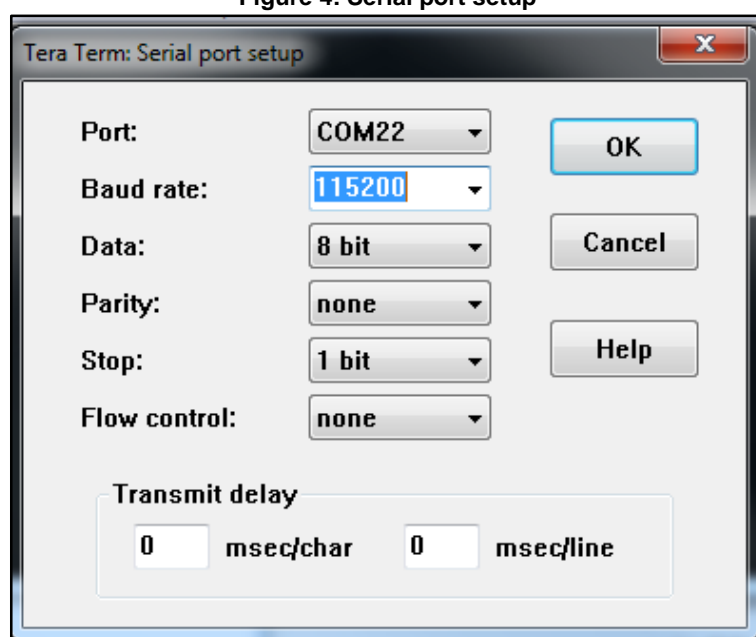 Figure 4. Serial port setup
Tera Term: Serial port setup
Port: COM22 OK
Baud rate: 115200
Data: 8 bit Cancel
Parity: none
Stop: 1 bit Help
Flow control: none
Transmit delay
0 msec/char 0 msec/line